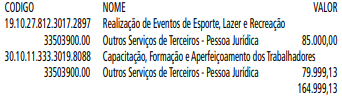 CODIGO NOME VALOR
19.10.27.812.3017.2897 Realização de Eventos de Esporte, Lazer e Recreação
33503900.00 Outros Serviços de Terceiros - Pessoa Jurídica 85.000,00
30.10.11.333.3019.8088 Capacitação, Formação e Aperfeiçoamento dos Trabalhadores
33503900.00 Outros Serviços de Terceiros - Pessoa Jurídica 79.999,13
164.999,13